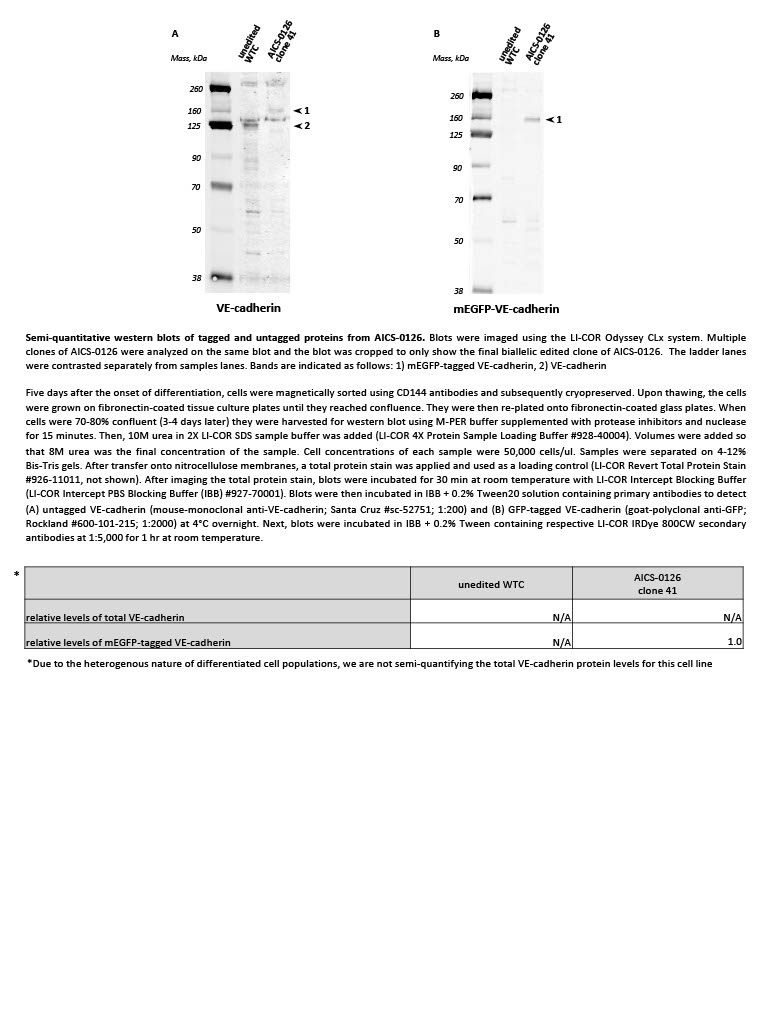 A
unedited
WTC
AICS-0126
clone 41
Mass, kDa
260
160
125
90
70
50
38
1
2
VE-cadherin
B
unedited
WTC
AICS-0126
clone 41
Mass, kDa
260
160
125
90
70
50
38
1
mEGFP-VE-cadherin
Semi-quantitative western blots of tagged and untagged proteins from AICS-0126. Blots were imaged using the LI-COR Odyssey CLx system. Multiple
clones of AICS-0126 were analyzed on the same blot and the blot was cropped to only show the final biallelic edited clone of AICS-0126. The ladder lanes
were contrasted separately from samples lanes. Bands are indicated as follows: 1) mEGFP-tagged VE-cadherin, 2) VE-cadherin
Five days after the onset of differentiation, cells were magnetically sorted using CD144 antibodies and subsequently cryopreserved. Upon thawing, the cells
were grown on fibronectin-coated tissue culture plates until they reached confluence. They were then re-plated onto fibronectin-coated glass plates. When
cells were 70-80% confluent (3-4 days later) they were harvested for western blot using M-PER buffer supplemented with protease inhibitors and nuclease
for 15 minutes. Then, 10M urea in 2X LI-COR SDS sample buffer was added (LI-COR 4X Protein Sample Loading Buffer #928-40004). Volumes were added so
that 8M urea was the final concentration of the sample. Cell concentrations of each sample were 50,000 cells/ul. Samples were separated on 4-12%
Bis-Tris gels. After transfer onto nitrocellulose membranes, a total protein stain was applied and used as a loading control (LI-COR Revert Total Protein Stain
#926-11011, not shown). After imaging the total protein stain, blots were incubated for 30 min at room temperature with LI-COR Intercept Blocking Buffer
(LI-COR Intercept PBS Blocking Buffer (IBB) #927-70001). Blots were then incubated in IBB + 0.2% Tween20 solution containing primary antibodies to detect
(A) untagged VE-cadherin (mouse-monoclonal anti-VE-cadherin; Santa Cruz #sc-52751; 1:200) and (B) GFP-tagged VE-cadherin (goat-polyclonal anti-GFP;
Rockland #600-101-215; 1:2000) at 4°C overnight. Next, blots were incubated in IBB + 0.2% Tween containing respective LI-COR IRDye 800CW secondary
antibodies at 1:5,000 for 1 hr at room temperature.
*
unedited WTC
AICS-0126
clone 41
relative levels of total VE-cadherin N/A N/A
relative levels of mEGFP-tagged VE-cadherin N/A 1.0
*Due to the heterogenous nature of differentiated cell populations, we are not semi-quantifying the total VE-cadherin protein levels for this cell line